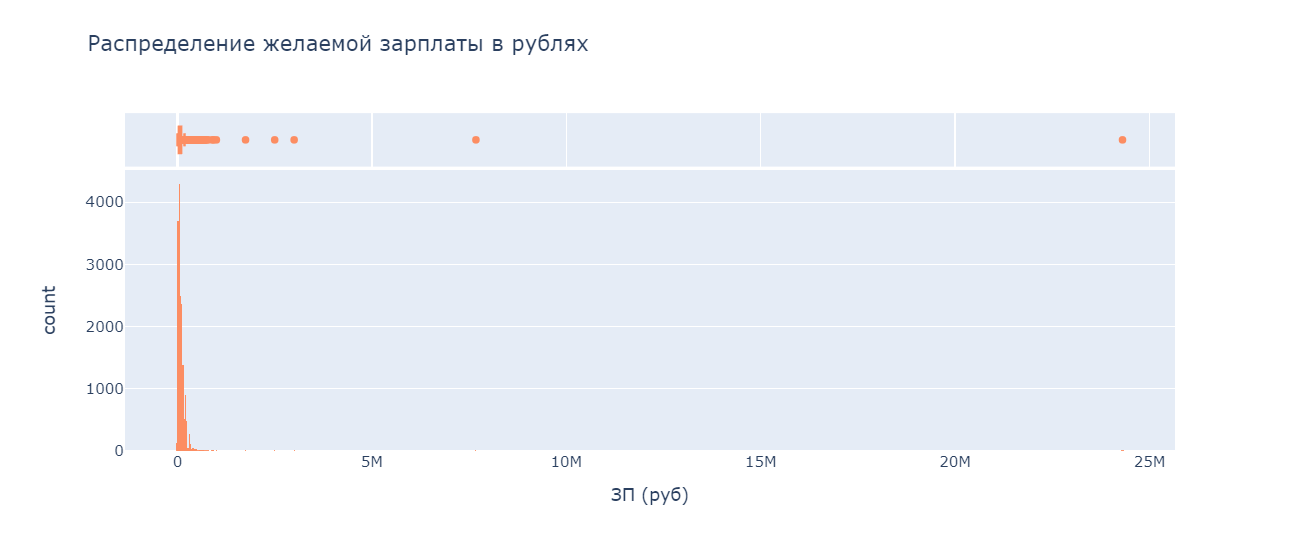 Распределение желаемой зарплаты в рублях
4000
3000
2000
1000
0
count
0 5M 10M 15M 20M 25M
ЗП (руб)